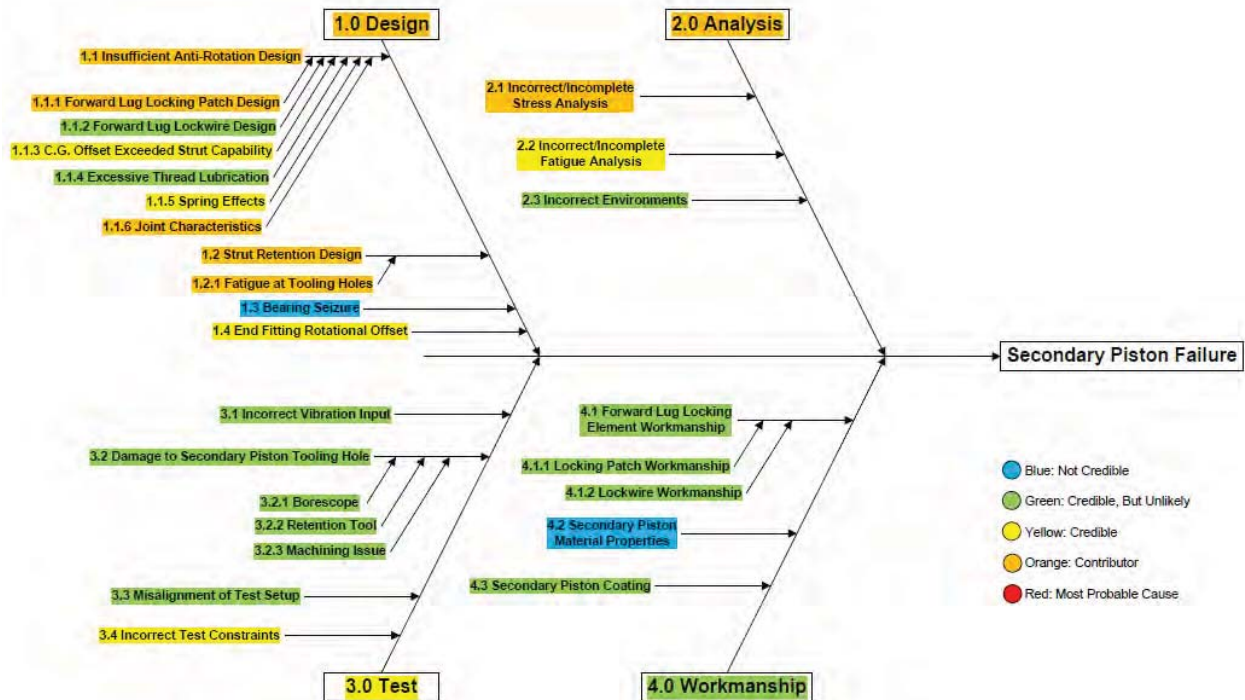 1.0 Design
2.0 Analysis
1.1 Insufficient Anti-Rotation Design
1.1.1 Forward Lug Locking Patch Design
1.1.2 Forward Lug Lockwire Design
1.1.3 C.G. Offset Exceeded Strut Capability
1.1.4 Excessive Thread Lubrication
1.1.5 Spring Effects
1.1.6 Joint Characteristics
1.2 Strut Retention Design
1.2.1 Fatigue at Tooling Holes
1.3 Bearing Seizure
1.4 End Fitting Rotational Offset
2.1 Incorrect/Incomplete
Stress Analysis
2.2 Incorrect/Incomplete
Fatigue Analysis
2.3 Incorrect Environments
Secondary Piston Failure
3.1 Incorrect Vibration Input
3.2 Damage to Secondary Piston Tooling Hole
3.2.1 Borescope
3.2.2 Retention Tool
3.2.3 Machining Issue
3.3 Misalignment of Test Setup
3.4 Incorrect Test Constraints
3.0 Test
4.1 Forward Lug Locking
Element Workmanship
4.1.1 Locking Patch Workmanship
4.1.2 Lockwire Workmanship
4.2 Secondary Piston
Material Properties
4.3 Secondary Piston Coating
4.0 Workmanship
Blue: Not Credible
Green: Credible, But Unlikely
Yellow: Credible
Orange: Contributor
Red: Most Probable Cause